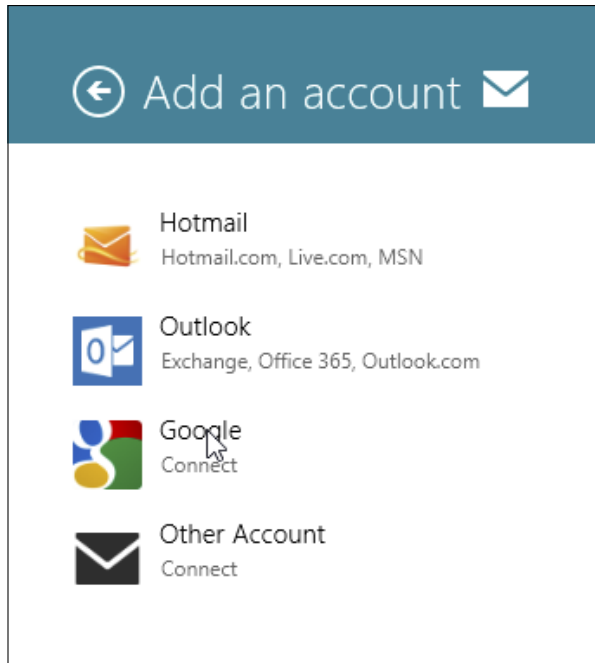 Add an account
Hotmail
Hotmail.com, Live.com, MSN
Outlook
Exchange, Office 365, Outlook.com
Google
Connect
Other Account
Connect